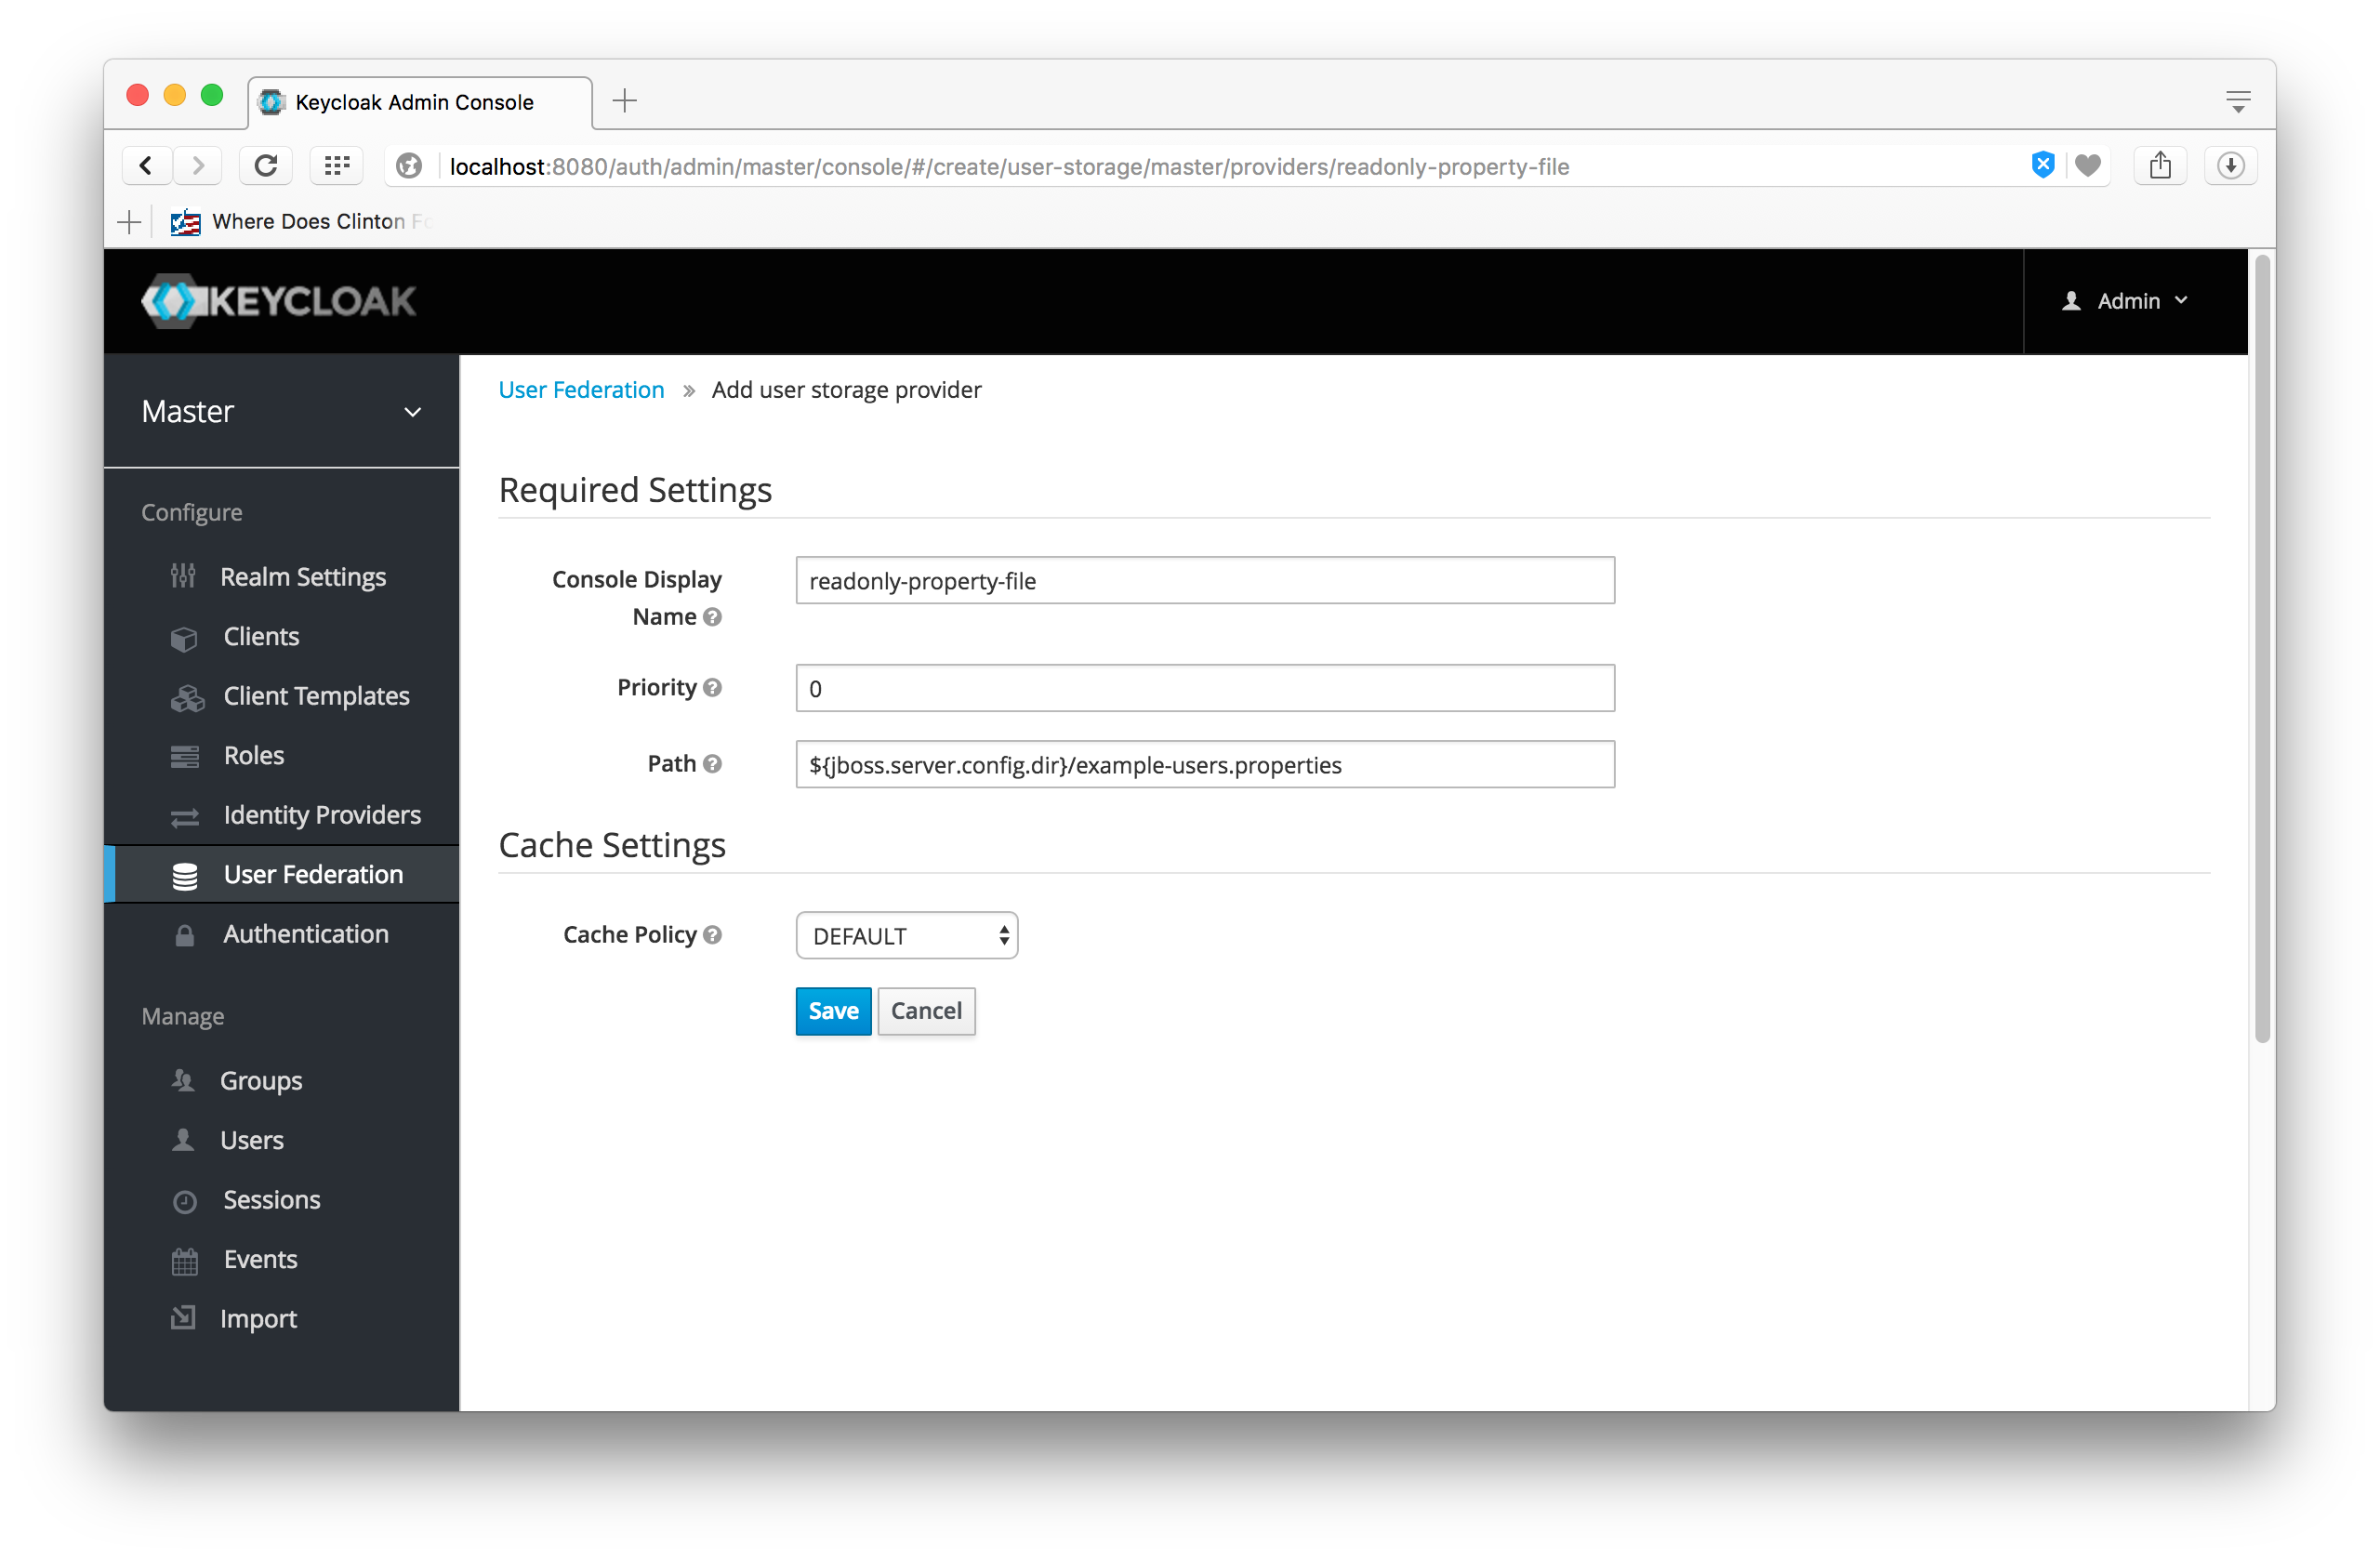 Keycloak Admin Console
localhost:8080/auth/admin/master/console/#/create/user-storage/master/providers/readonly-property-file
Where Does Clinton
KEYCLOAK
Admin
Master
User Federation » Add user storage provider
Required Settings
Configure
Realm Settings
Clients
Client Templates
Roles
Identity Providers
User Federation
Authentication
Manage
Groups
Users
Sessions
Events
Import
Console Display
Name
readonly-property-file
Priority
0
Path
${jboss.server.config.dir}/example-users.properties
Cache Settings
Cache Policy
DEFAULT
Save
Cancel